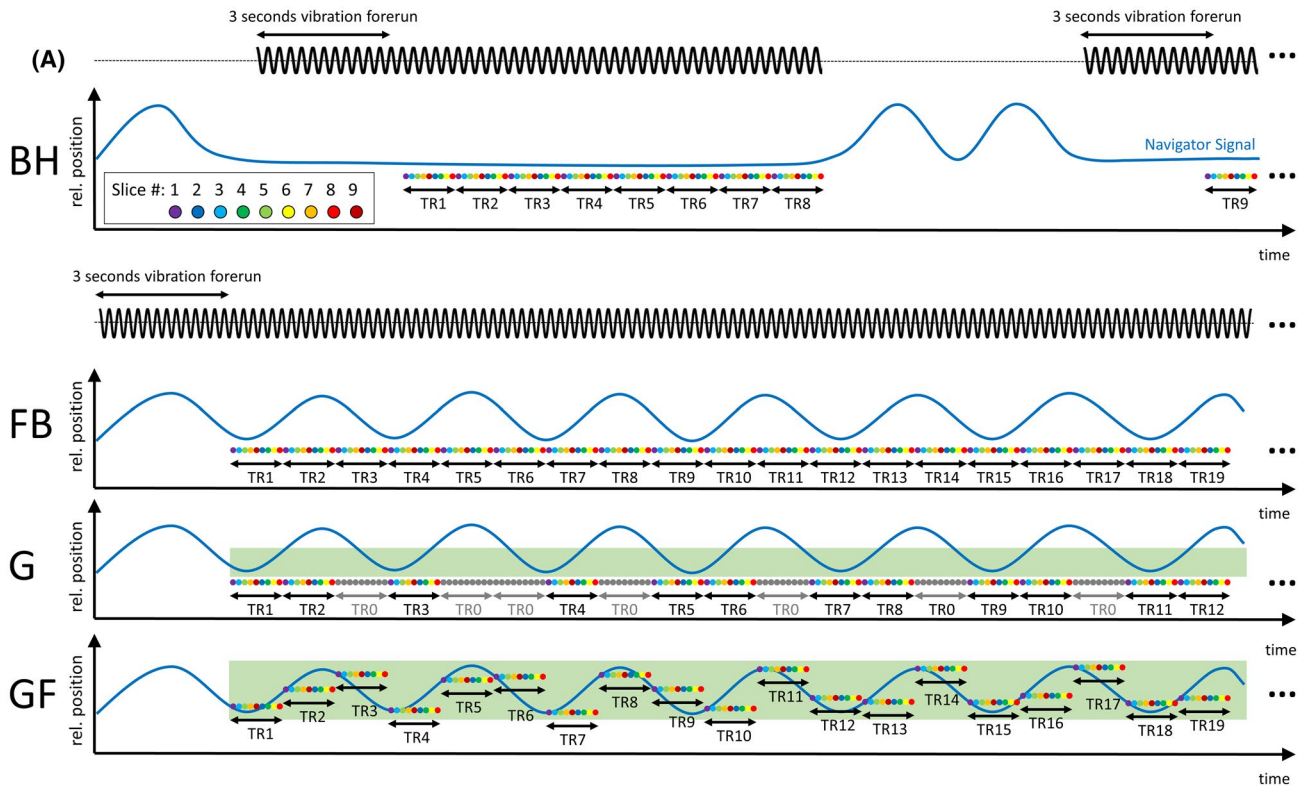 3 seconds vibration forerun 3 seconds vibration forerun
(A) •••
BH
rel. position
Navigator Signal
Slice #: 1 2 3 4 5 6 7 8 9
•••
TR1 TR2 TR3 TR4 TR5 TR6 TR7 TR8 TR9
time
3 seconds vibration forerun
•••
FB
rel. position
•••
TR1 TR2 TR3 TR4 TR5 TR6 TR7 TR8 TR9 TR10 TR11 TR12 TR13 TR14 TR15 TR16 TR17 TR18 TR19
time
G
rel. position
•••
TR1 TR2 TR0 TR3 TR0 TR0 TR4 TR0 TR5 TR6 TR0 TR7 TR8 TR0 TR9 TR10 TR0 TR11 TR12
time
GF
rel. position
•••
TR1 TR2 TR3 TR4 TR5 TR6 TR7 TR8 TR9 TR10 TR11 TR12 TR13 TR14 TR15 TR16 TR17 TR18 TR19
time